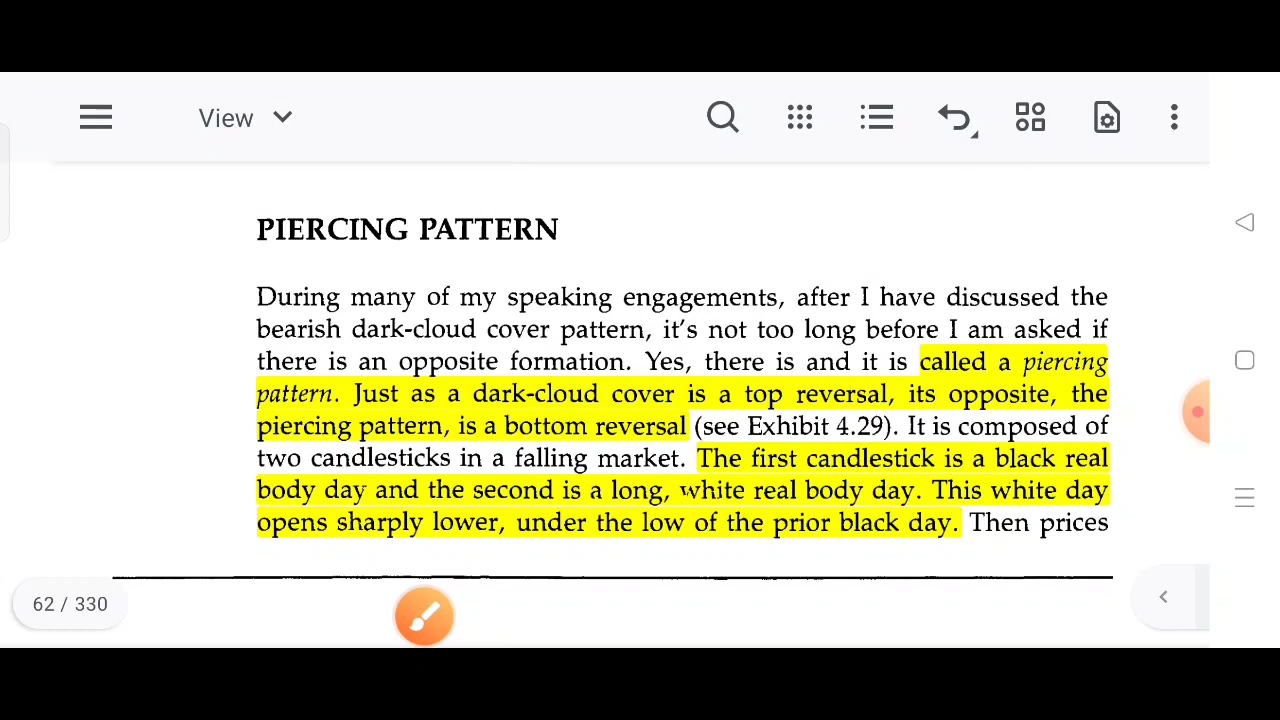 View
PIERCING PATTERN
During many of my speaking engagements, after I have discussed the
bearish dark-cloud cover pattern, it's not too long before I am asked if
there is an opposite formation. Yes, there is and it is called a piercing
pattern. Just as a dark-cloud cover is a top reversal, its opposite, the
piercing pattern, is a bottom reversal (see Exhibit 4.29). It is composed of
two candlesticks in a falling market. The first candlestick is a black real
body day and the second is a long, white real body day. This white day
opens sharply lower, under the low of the prior black day. Then prices
62 / 330